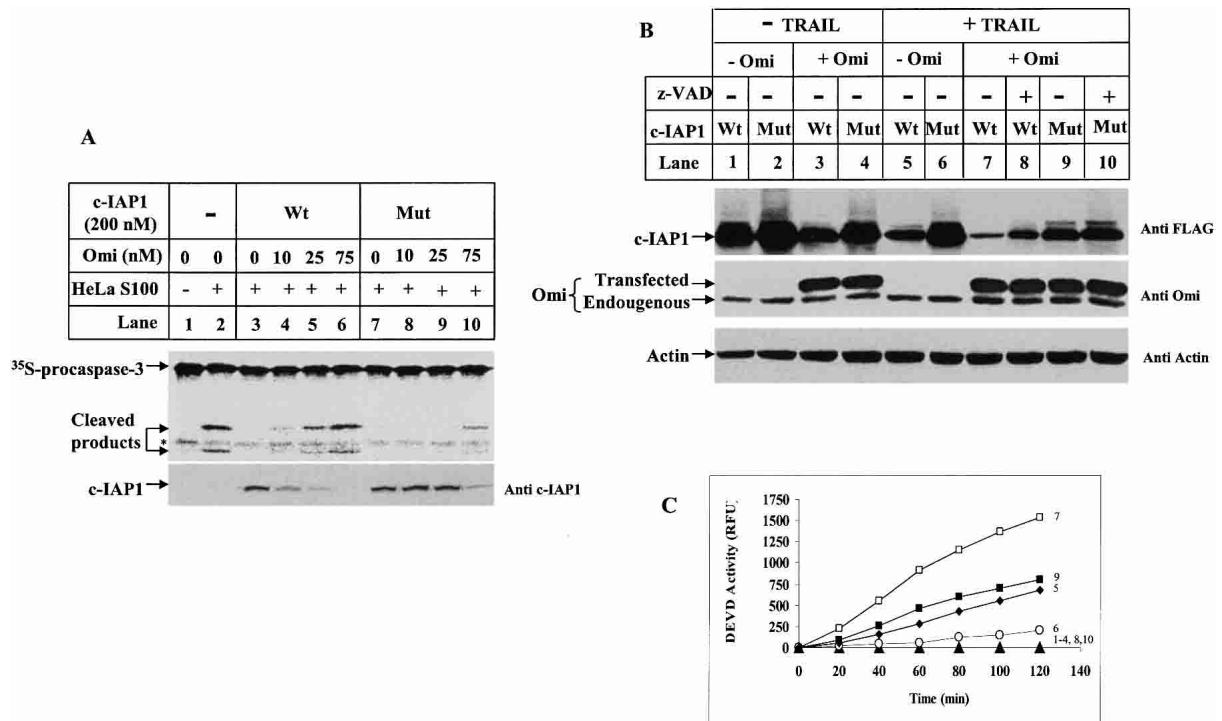 A
c-IAP1
(200 nM)
– Wt Mut
Omi (nM) 0 0 0 10 25 75 0 10 25 75
HeLa S100 - + + + + + + + + +
Lane 1 2 3 4 5 6 7 8 9 10
35S-procaspase-3
Cleaved
products
*
c-IAP1
Anti c-IAP1
B
– TRAIL + TRAIL
- Omi + Omi - Omi + Omi
z-VAD – – – – – – – + – +
c-IAP1 Wt Mut Wt Mut Wt Mut Wt Wt Mut Mut
Lane 1 2 3 4 5 6 7 8 9 10
c-IAP1
Anti FLAG
Omi { Transfected
Endougenous
Anti Omi
Actin
Anti Actin
C
DEVD Activity (RFU)
1750
1500
1250
1000
750
500
250
0
7
9
5
6
1-4, 8,10
0 20 40 60 80 100 120 140
Time (min)